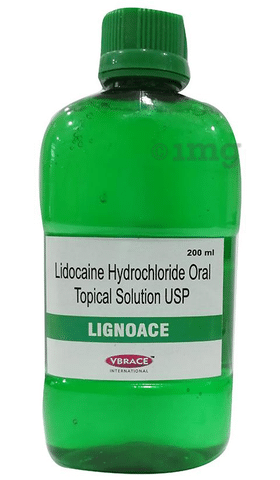 1mg
200 ml
Lidocaine Hydrochloride Oral
Topical Solution USP
LIGNOACE
VBRACE
INTERNATIONAL